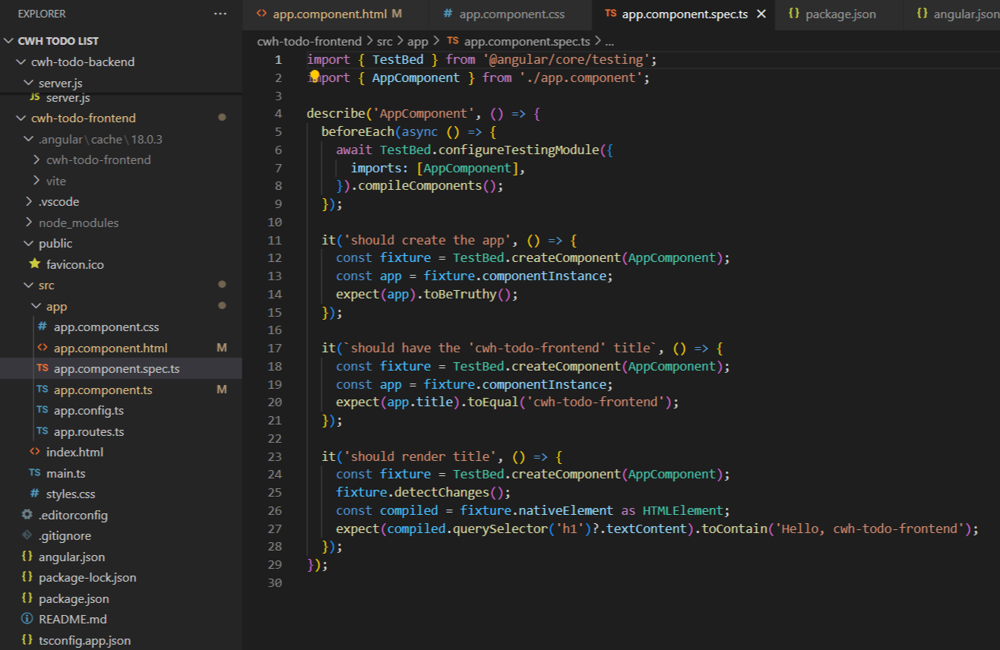 EXPLORER
CWH TODO LIST
cwh-todo-backend
server.js
JS server.js
cwh-todo-frontend
.angular\cache\18.0.3
cwh-todo-frontend
vite
.vscode
node_modules
public
favicon.ico
src
app
# app.component.css
<> app.component.html M
TS app.component.spec.ts
TS app.component.ts M
TS app.config.ts
TS app.routes.ts
<> index.html
TS main.ts
# styles.css
.editorconfig
.gitignore
{} angular.json
{} package-lock.json
{} package.json
README.md
{} tsconfig.app.json
<> app.component.html M
# app.component.css
TS app.component.spec.ts
{} package.json
{} angular.json
cwh-todo-frontend > src > app > TS app.component.spec.ts > ...
1 import { TestBed } from '@angular/core/testing';
2 import { AppComponent } from './app.component';
3
4 describe('AppComponent', () => {
5   beforeEach(async () => {
6     await TestBed.configureTestingModule({
7       imports: [AppComponent],
8     }).compileComponents();
9   });
10
11   it('should create the app', () => {
12     const fixture = TestBed.createComponent(AppComponent);
13     const app = fixture.componentInstance;
14     expect(app).toBeTruthy();
15   });
16
17   it(`should have the 'cwh-todo-frontend' title`, () => {
18     const fixture = TestBed.createComponent(AppComponent);
19     const app = fixture.componentInstance;
20     expect(app.title).toEqual('cwh-todo-frontend');
21   });
22
23   it('should render title', () => {
24     const fixture = TestBed.createComponent(AppComponent);
25     fixture.detectChanges();
26     const compiled = fixture.nativeElement as HTMLElement;
27     expect(compiled.querySelector('h1')?.textContent).toContain('Hello, cwh-todo-frontend');
28   });
29 });
30